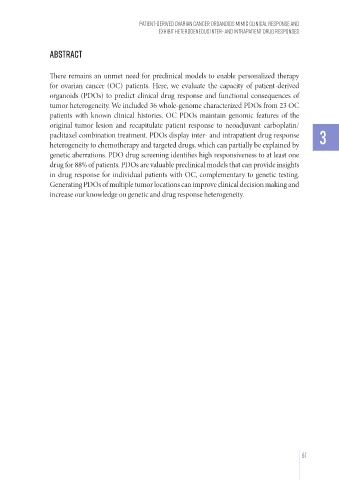 PATIENT-DERIVED OVARIAN CANCER ORGANOIDS MIMIC CLINICAL RESPONSE AND
EXHIBIT HETEROGENEOUS INTER- AND INTRAPATIENT DRUG RESPONSES
ABSTRACT
There remains an unmet need for preclinical models to enable personalized therapy
for ovarian cancer (OC) patients. Here, we evaluate the capacity of patient-derived
organoids (PDOs) to predict clinical drug response and functional consequences of
tumor heterogeneity. We included 36 whole-genome characterized PDOs from 23 OC
patients with known clinical histories. OC PDOs maintain genomic features of the
original tumor lesion and recapitulate patient response to neoadjuvant carboplatin/
paclitaxel combination treatment. PDOs display inter- and intrapatient drug response
heterogeneity to chemotherapy and targeted drugs, which can partially be explained by
genetic aberrations. PDO drug screening identifies high responsiveness to at least one
drug for 88% of patients. PDOs are valuable preclinical models that can provide insights
in drug response for individual patients with OC, complementary to genetic testing.
Generating PDOs of multiple tumor locations can improve clinical decision making and
increase our knowledge on genetic and drug response heterogeneity.
3
61